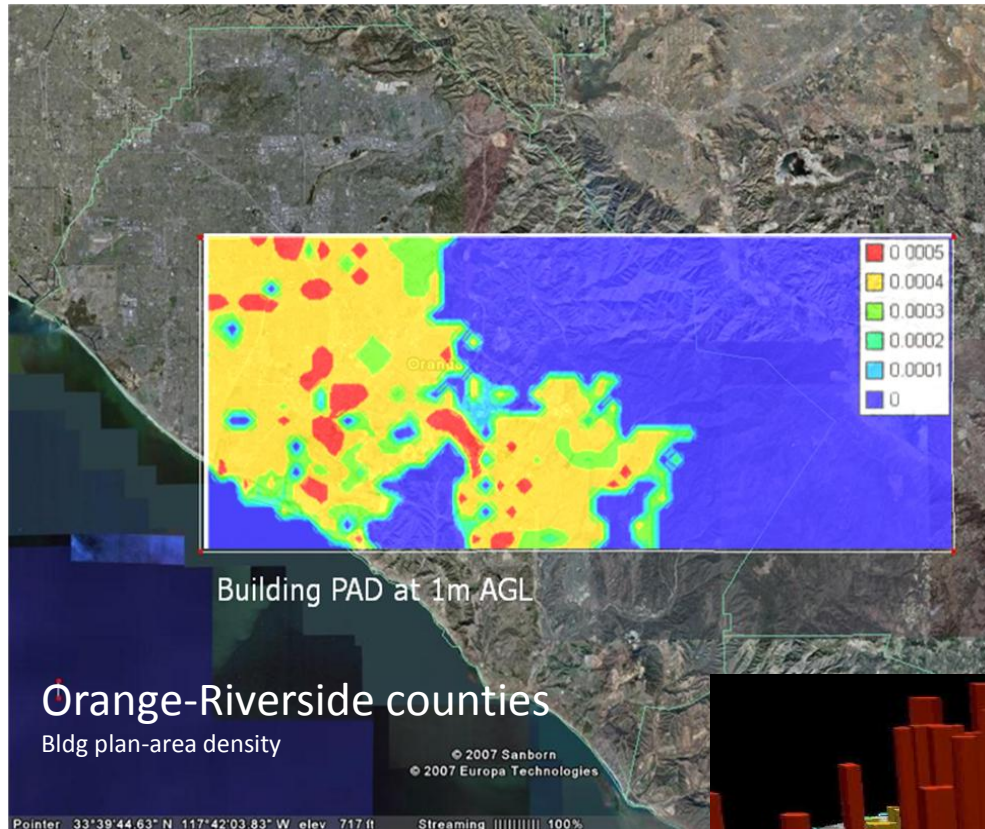 0.0005
0.0004
0.0003
0.0002
0.0001
0
Orange
Building PAD at 1m AGL
Orange-Riverside counties
Bldg plan-area density
© 2007 Sanborn
© 2007 Europa Technologies
Pointer 33°39'44.63" N 117°42'03.83" W elev 717 ft Streaming |||||||||| 100%